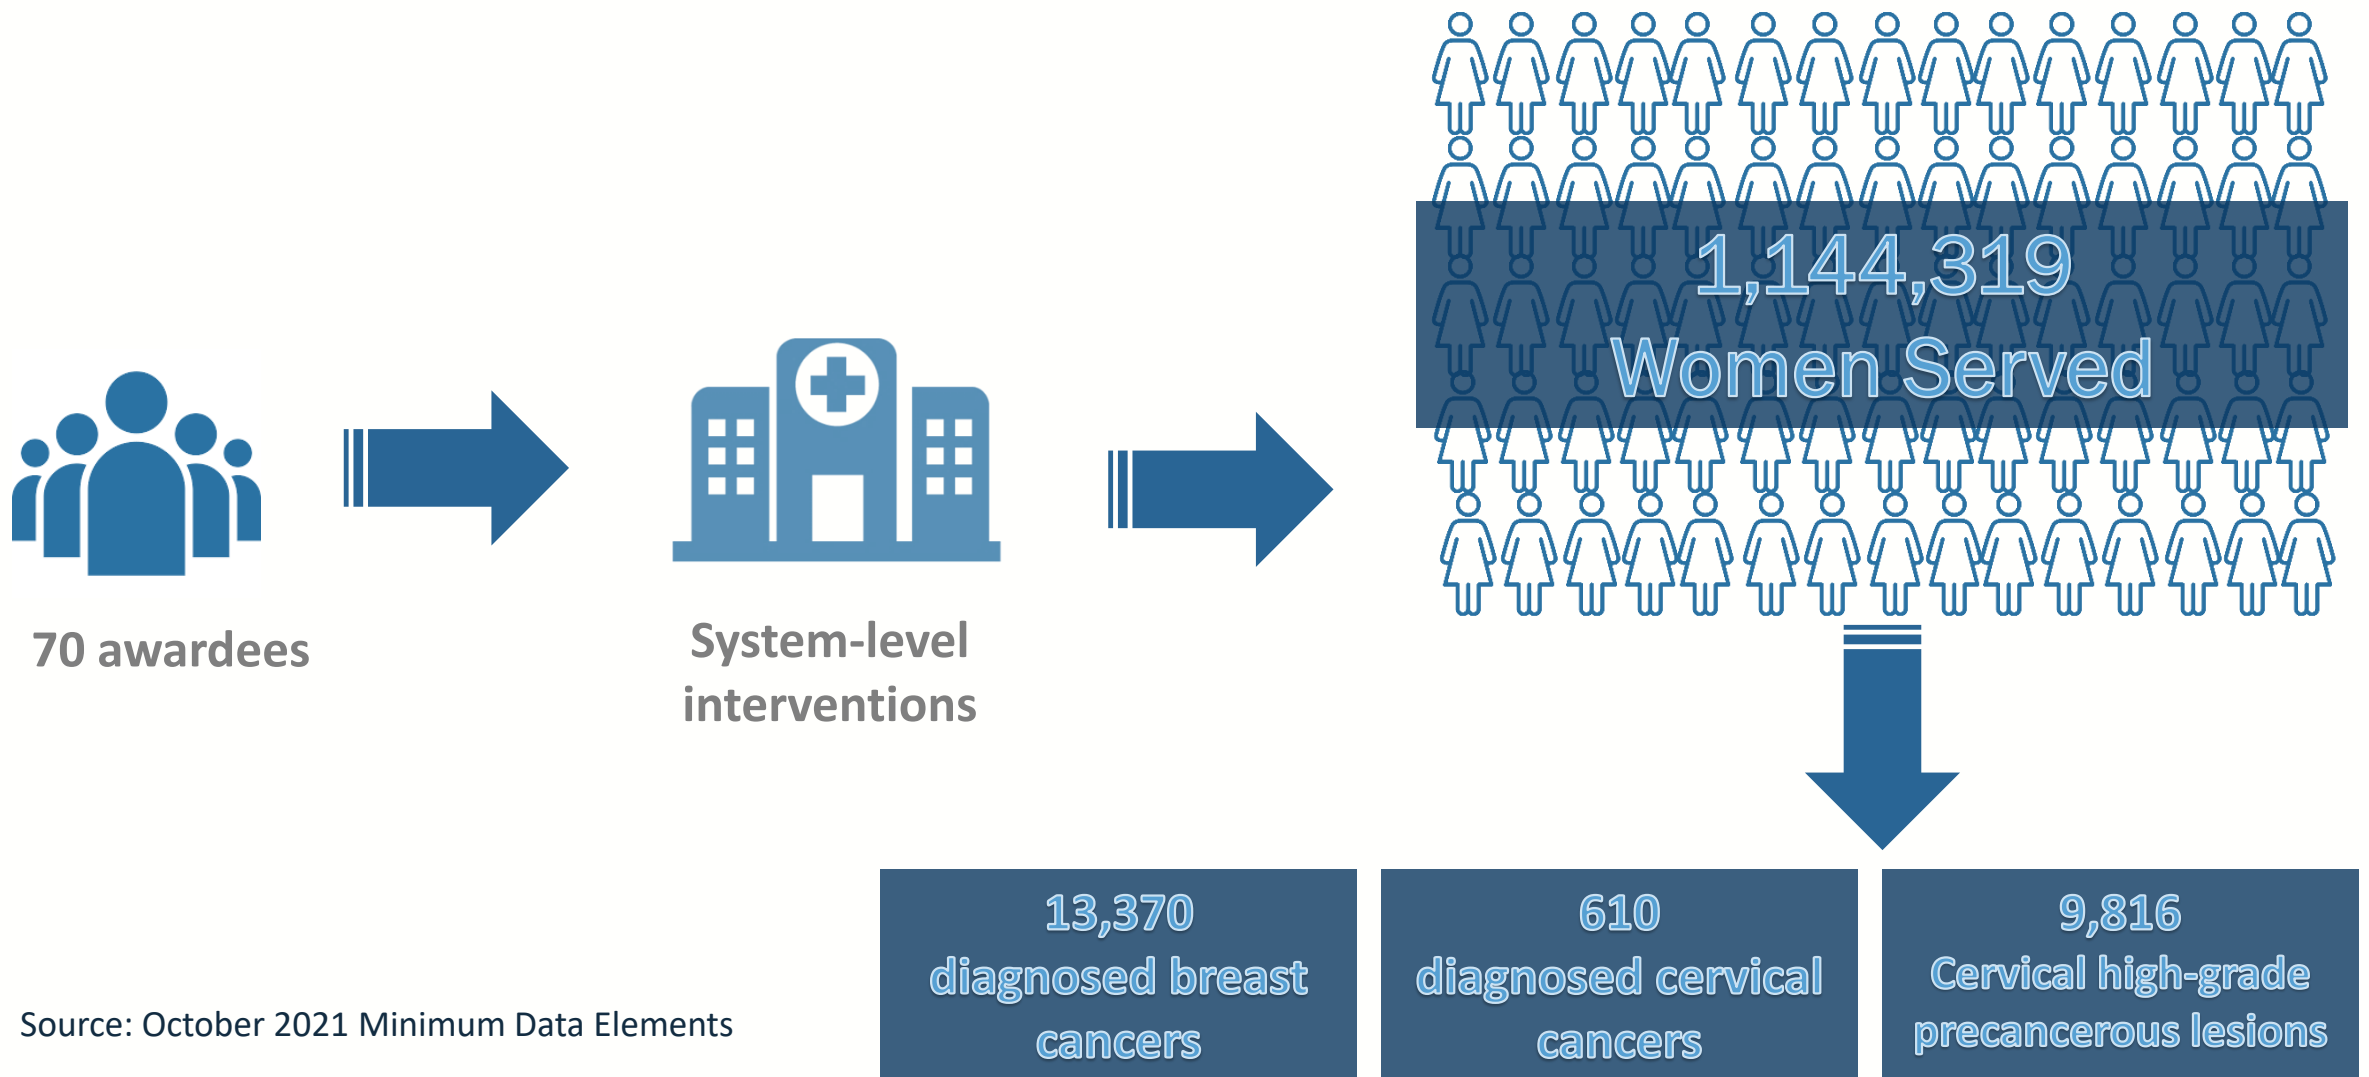 1,144,319
Women Served
70 awardees
System-level
interventions
13,370
diagnosed breast
cancers
610
diagnosed cervical
cancers
9,816
Cervical high-grade
precancerous lesions
Source: October 2021 Minimum Data Elements